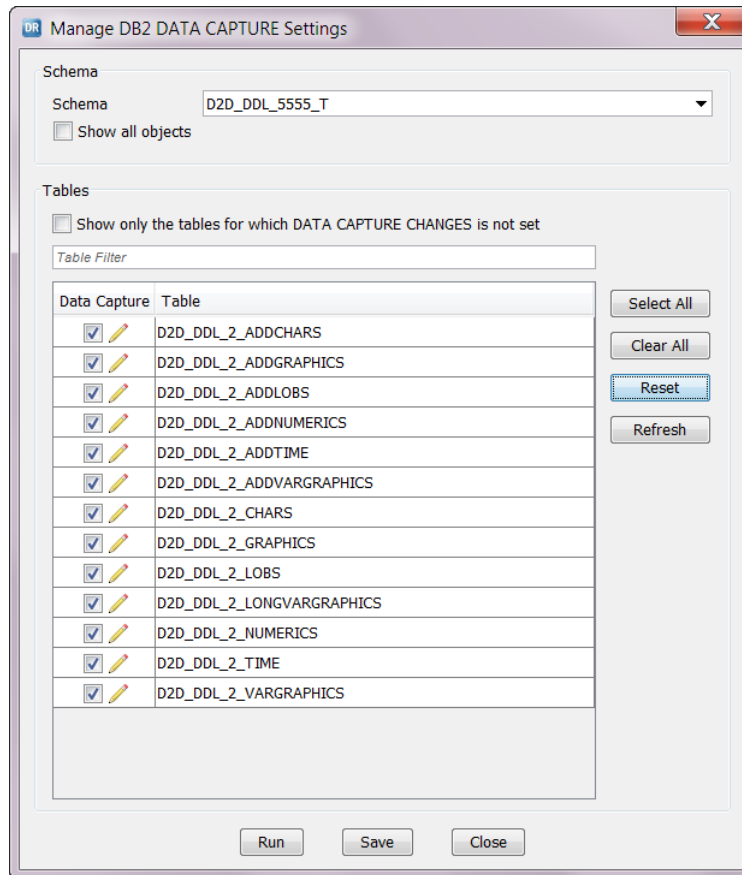 DR Manage DB2 DATA CAPTURE Settings X
Schema
Schema D2D_DDL_5555_T
Show all objects
Tables
Show only the tables for which DATA CAPTURE CHANGES is not set
Table Filter
Data Capture Table
D2D_DDL_2_ADDCHARS
D2D_DDL_2_ADDGRAPHICS
D2D_DDL_2_ADDLOBS
D2D_DDL_2_ADDNUMERICS
D2D_DDL_2_ADDTIME
D2D_DDL_2_ADDVARGRAPHICS
D2D_DDL_2_CHARS
D2D_DDL_2_GRAPHICS
D2D_DDL_2_LOBS
D2D_DDL_2_LONGVARGRAPHICS
D2D_DDL_2_NUMERICS
D2D_DDL_2_TIME
D2D_DDL_2_VARGRAPHICS
Select All
Clear All
Reset
Refresh
Run Save Close